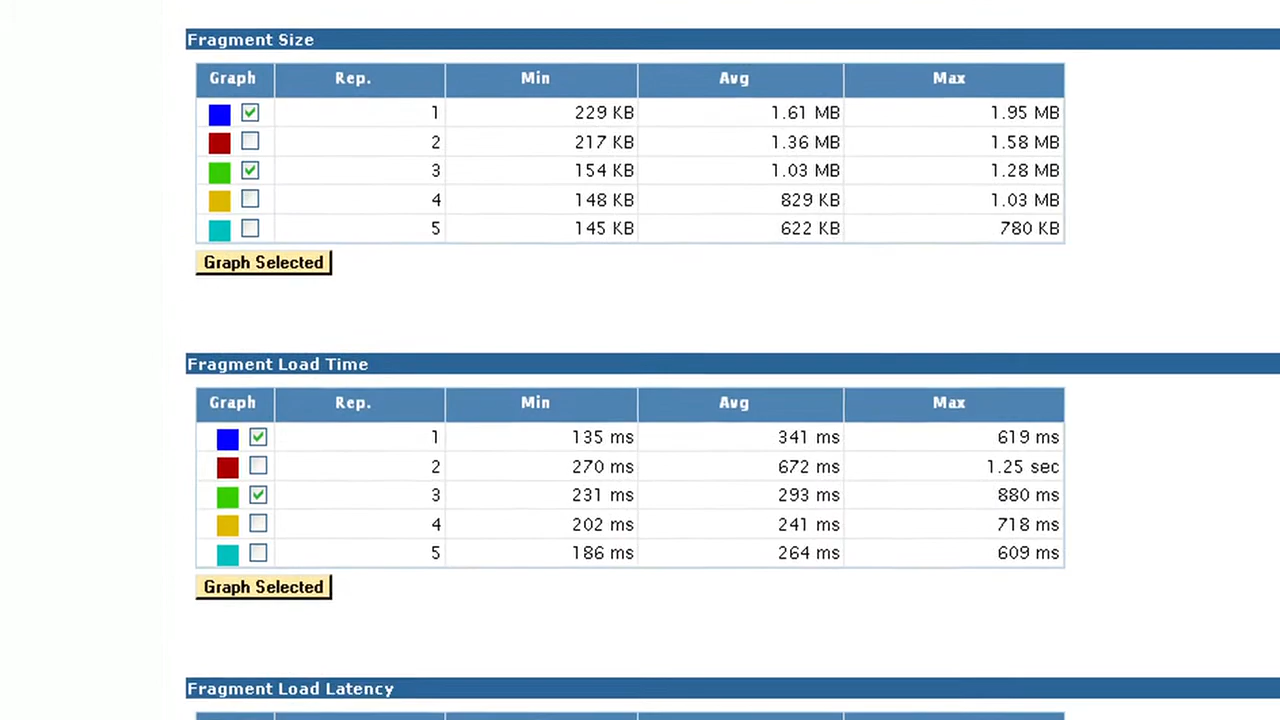 Fragment Size
Graph Rep. Min Avg Max
1 229 KB 1.61 MB 1.95 MB
2 217 KB 1.36 MB 1.58 MB
3 154 KB 1.03 MB 1.28 MB
4 148 KB 829 KB 1.03 MB
5 145 KB 622 KB 780 KB
Graph Selected
Fragment Load Time
Graph Rep. Min Avg Max
1 135 ms 341 ms 619 ms
2 270 ms 672 ms 1.25 sec
3 231 ms 293 ms 880 ms
4 202 ms 241 ms 718 ms
5 186 ms 264 ms 609 ms
Graph Selected
Fragment Load Latency